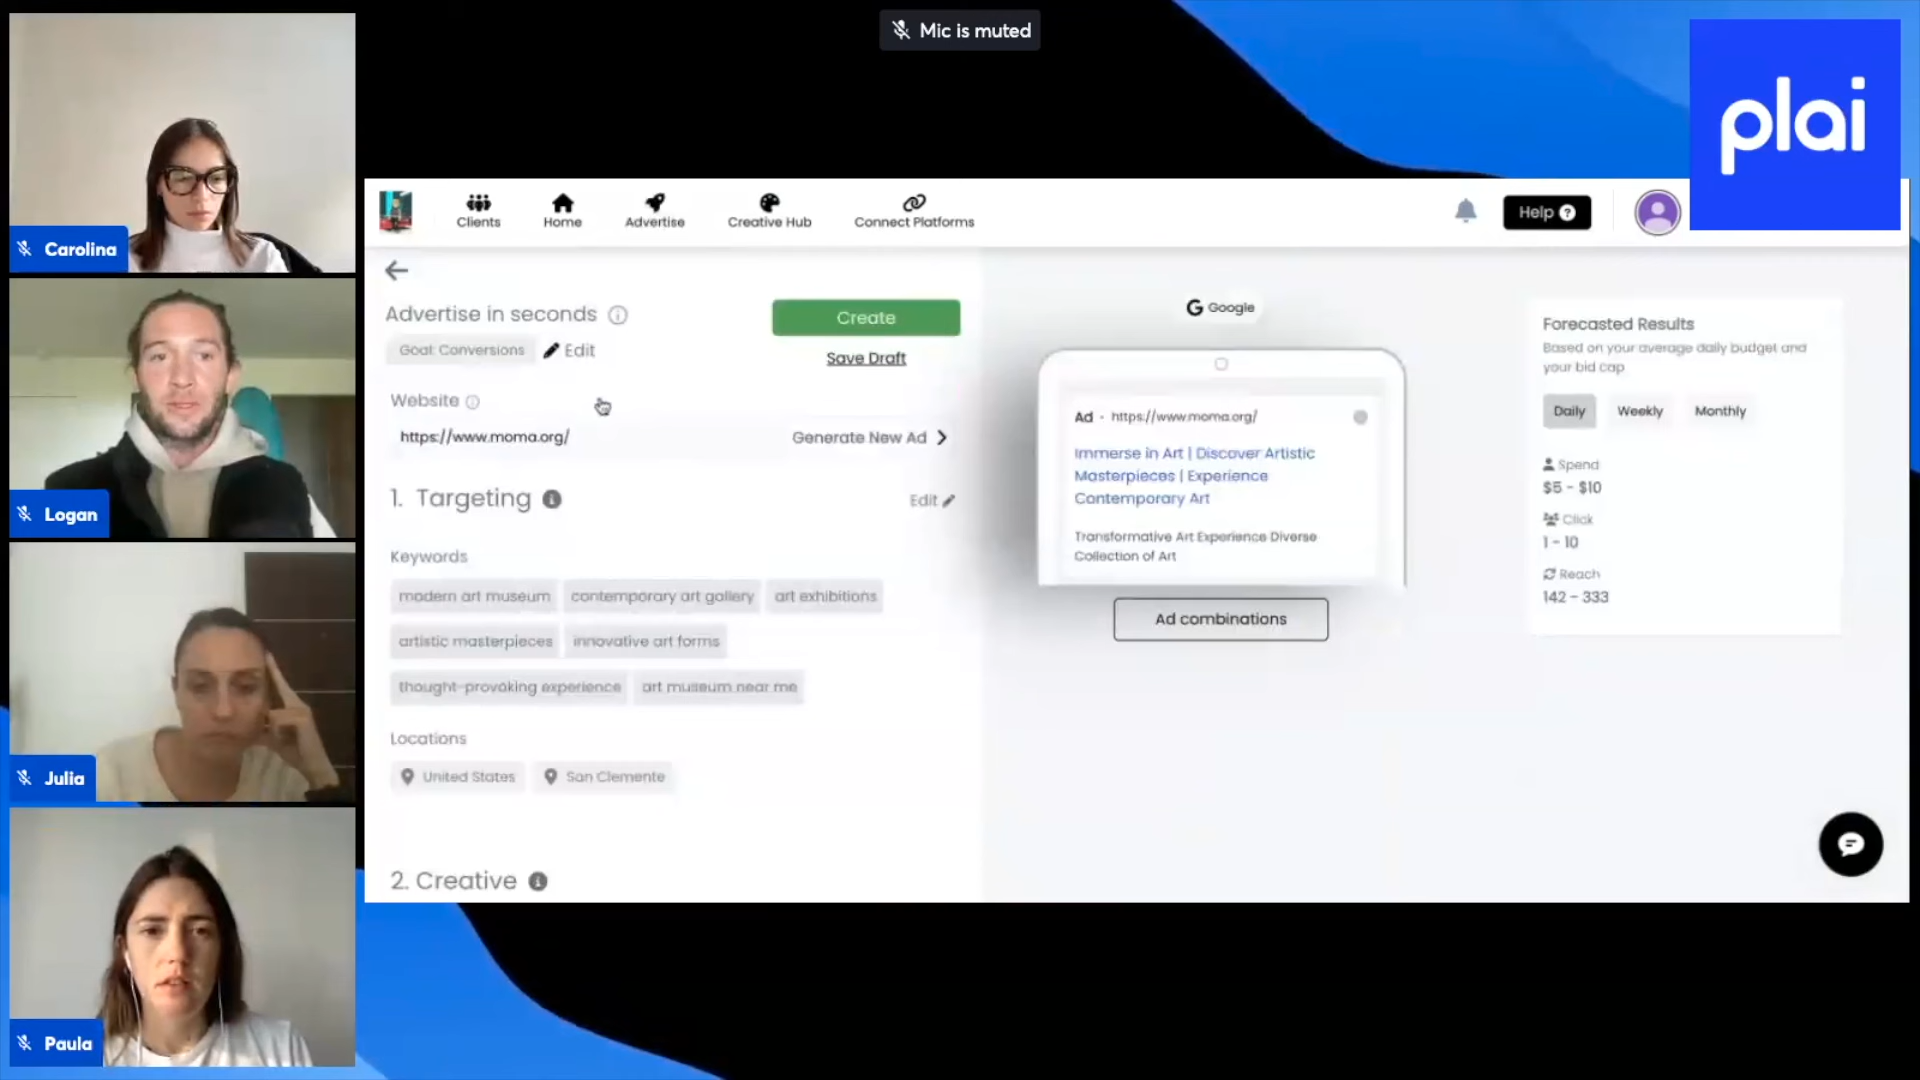 Mic is muted
plai
Carolina
Logan
Julia
Paula
Clients
Home
Advertise
Creative Hub
Connect Platforms
Help ?
Advertise in seconds
Create
Goal: Conversions
Edit
Save Draft
Website
https://www.moma.org/
Generate New Ad
1. Targeting
Edit
Keywords
modern art museum
contemporary art gallery
art exhibitions
artistic masterpieces
innovative art forms
thought-provoking experience
art museum near me
Locations
United States
San Clemente
2. Creative
Google
Ad · https://www.moma.org/
Immerse in Art | Discover Artistic
Masterpieces | Experience
Contemporary Art
Transformative Art Experience Diverse
Collection of Art
Ad combinations
Forecasted Results
Based on your average daily budget and
your bid cap
Daily
Weekly
Monthly
Spend
$5 - $10
Click
1 - 10
Reach
142 - 333